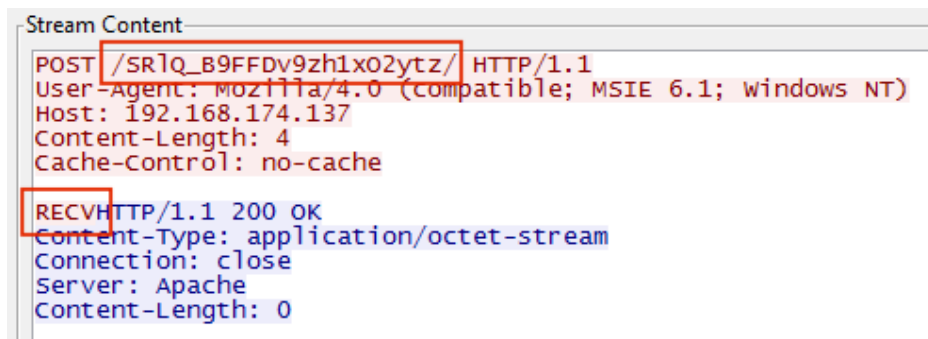 Stream Content
POST /SRlQ_B9FFDv9zh1xO2ytz/ HTTP/1.1
User-Agent: Mozilla/4.0 (compatible; MSIE 6.1; Windows NT)
Host: 192.168.174.137
Content-Length: 4
Cache-Control: no-cache
RECVHTTP/1.1 200 OK
Content-Type: application/octet-stream
Connection: close
Server: Apache
Content-Length: 0